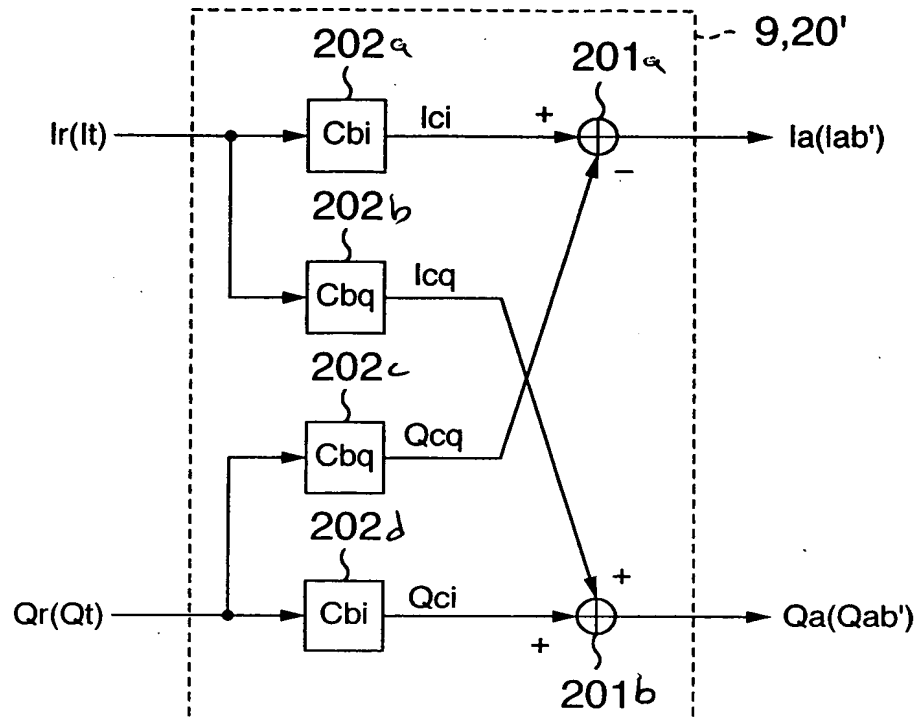 9,20'
202a
201a
Ir(It)
Cbi
Ici
+
Ia(Iab')
−
202b
Cbq
Icq
202c
Cbq
Qcq
202d
+
Qr(Qt)
Cbi
Qci
+
Qa(Qab')
201b